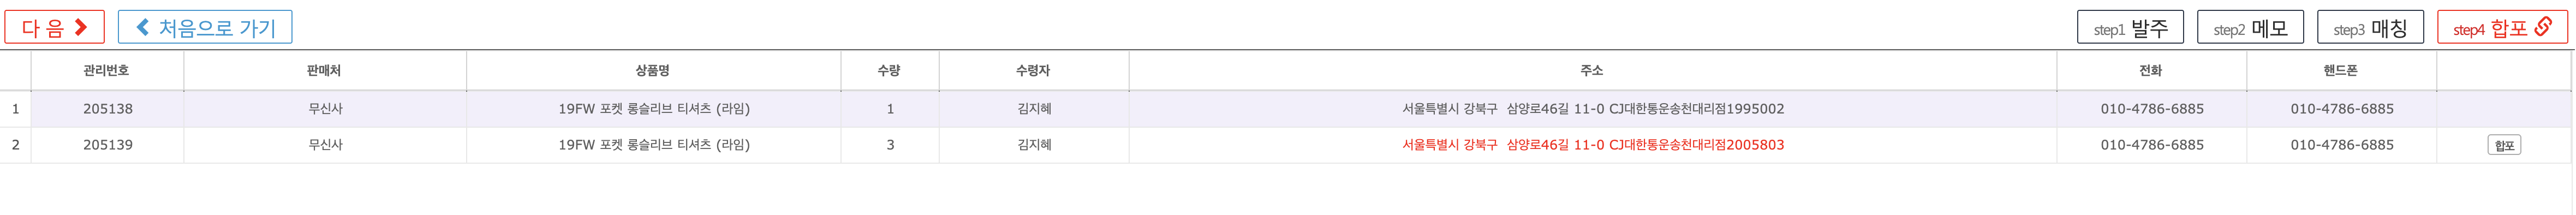 다 음 처음으로 가기 step1 발주 step2 메모 step3 매칭 step4 합포
관리번호 판매처 상품명 수량 수령자 주소 전화 핸드폰
1 205138 무신사 19FW 포켓 롱슬리브 티셔츠 (라임) 1 김지혜 서울특별시 강북구 삼양로46길 11-0 CJ대한통운송천대리점1995002 010-4786-6885 010-4786-6885
2 205139 무신사 19FW 포켓 롱슬리브 티셔츠 (라임) 3 김지혜 서울특별시 강북구 삼양로46길 11-0 CJ대한통운송천대리점2005803 010-4786-6885 010-4786-6885 합포